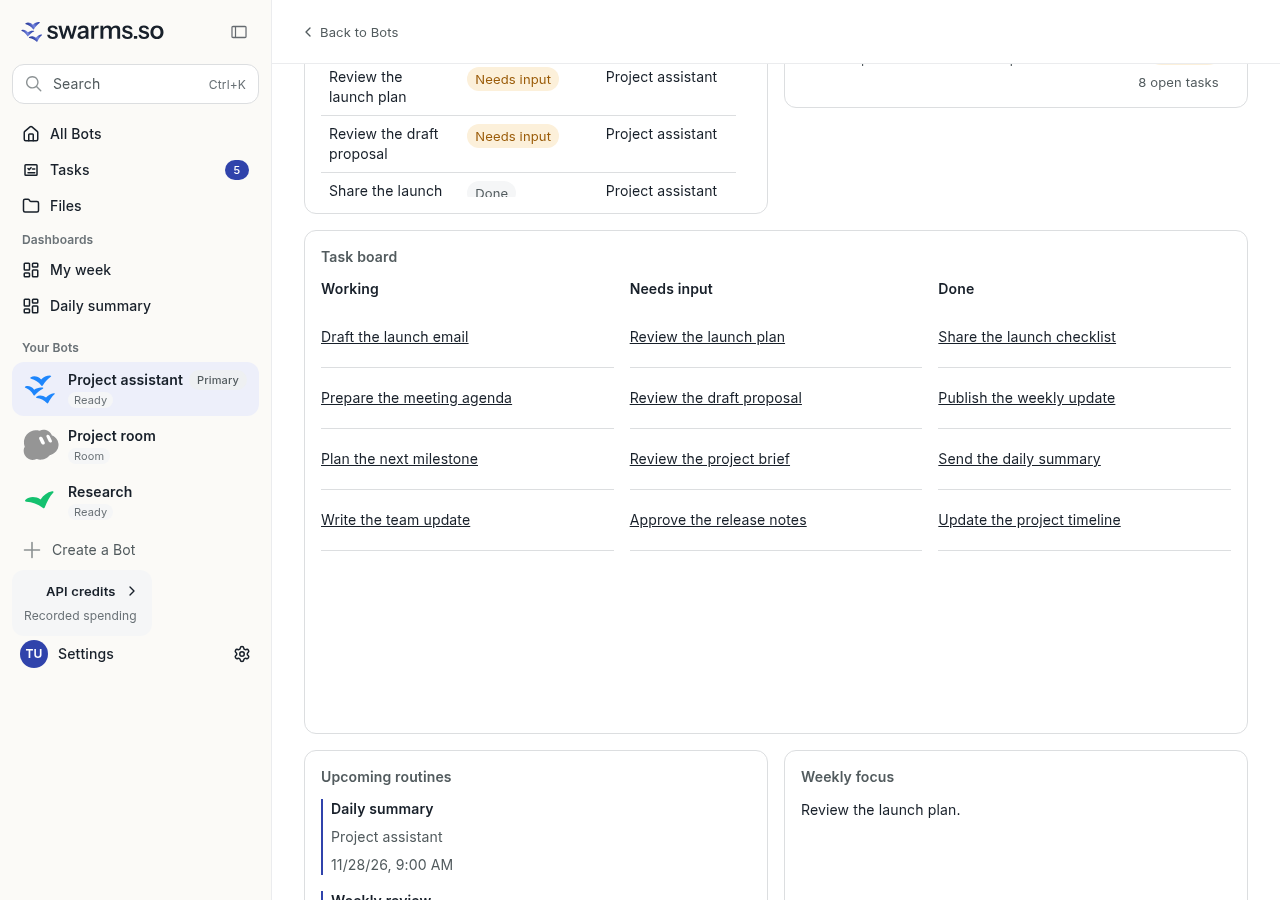 swarms.so
Search Ctrl+K
All Bots
Tasks 5
Files
Dashboards
My week
Daily summary
Your Bots
Project assistant Primary
Ready
Project room
Room
Research
Ready
Create a Bot
API credits
Recorded spending
TU Settings
Back to Bots
Review the
launch plan
Needs input
Project assistant
Review the draft
proposal
Needs input
Project assistant
Share the launch
Done
Project assistant
8 open tasks
Task board
Working
Draft the launch email
Prepare the meeting agenda
Plan the next milestone
Write the team update
Needs input
Review the launch plan
Review the draft proposal
Review the project brief
Approve the release notes
Done
Share the launch checklist
Publish the weekly update
Send the daily summary
Update the project timeline
Upcoming routines
Daily summary
Project assistant
11/28/26, 9:00 AM
Weekly review
Weekly focus
Review the launch plan.